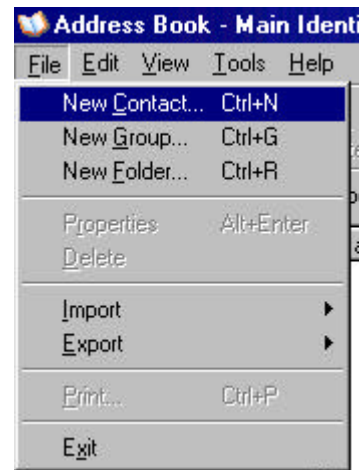 Address Book - Main Identi
File Edit View Tools Help
New Contact... Ctrl+N
New Group... Ctrl+G
New Folder... Ctrl+R
Properties Alt+Enter
Delete
Import
Export
Print... Ctrl+P
Exit